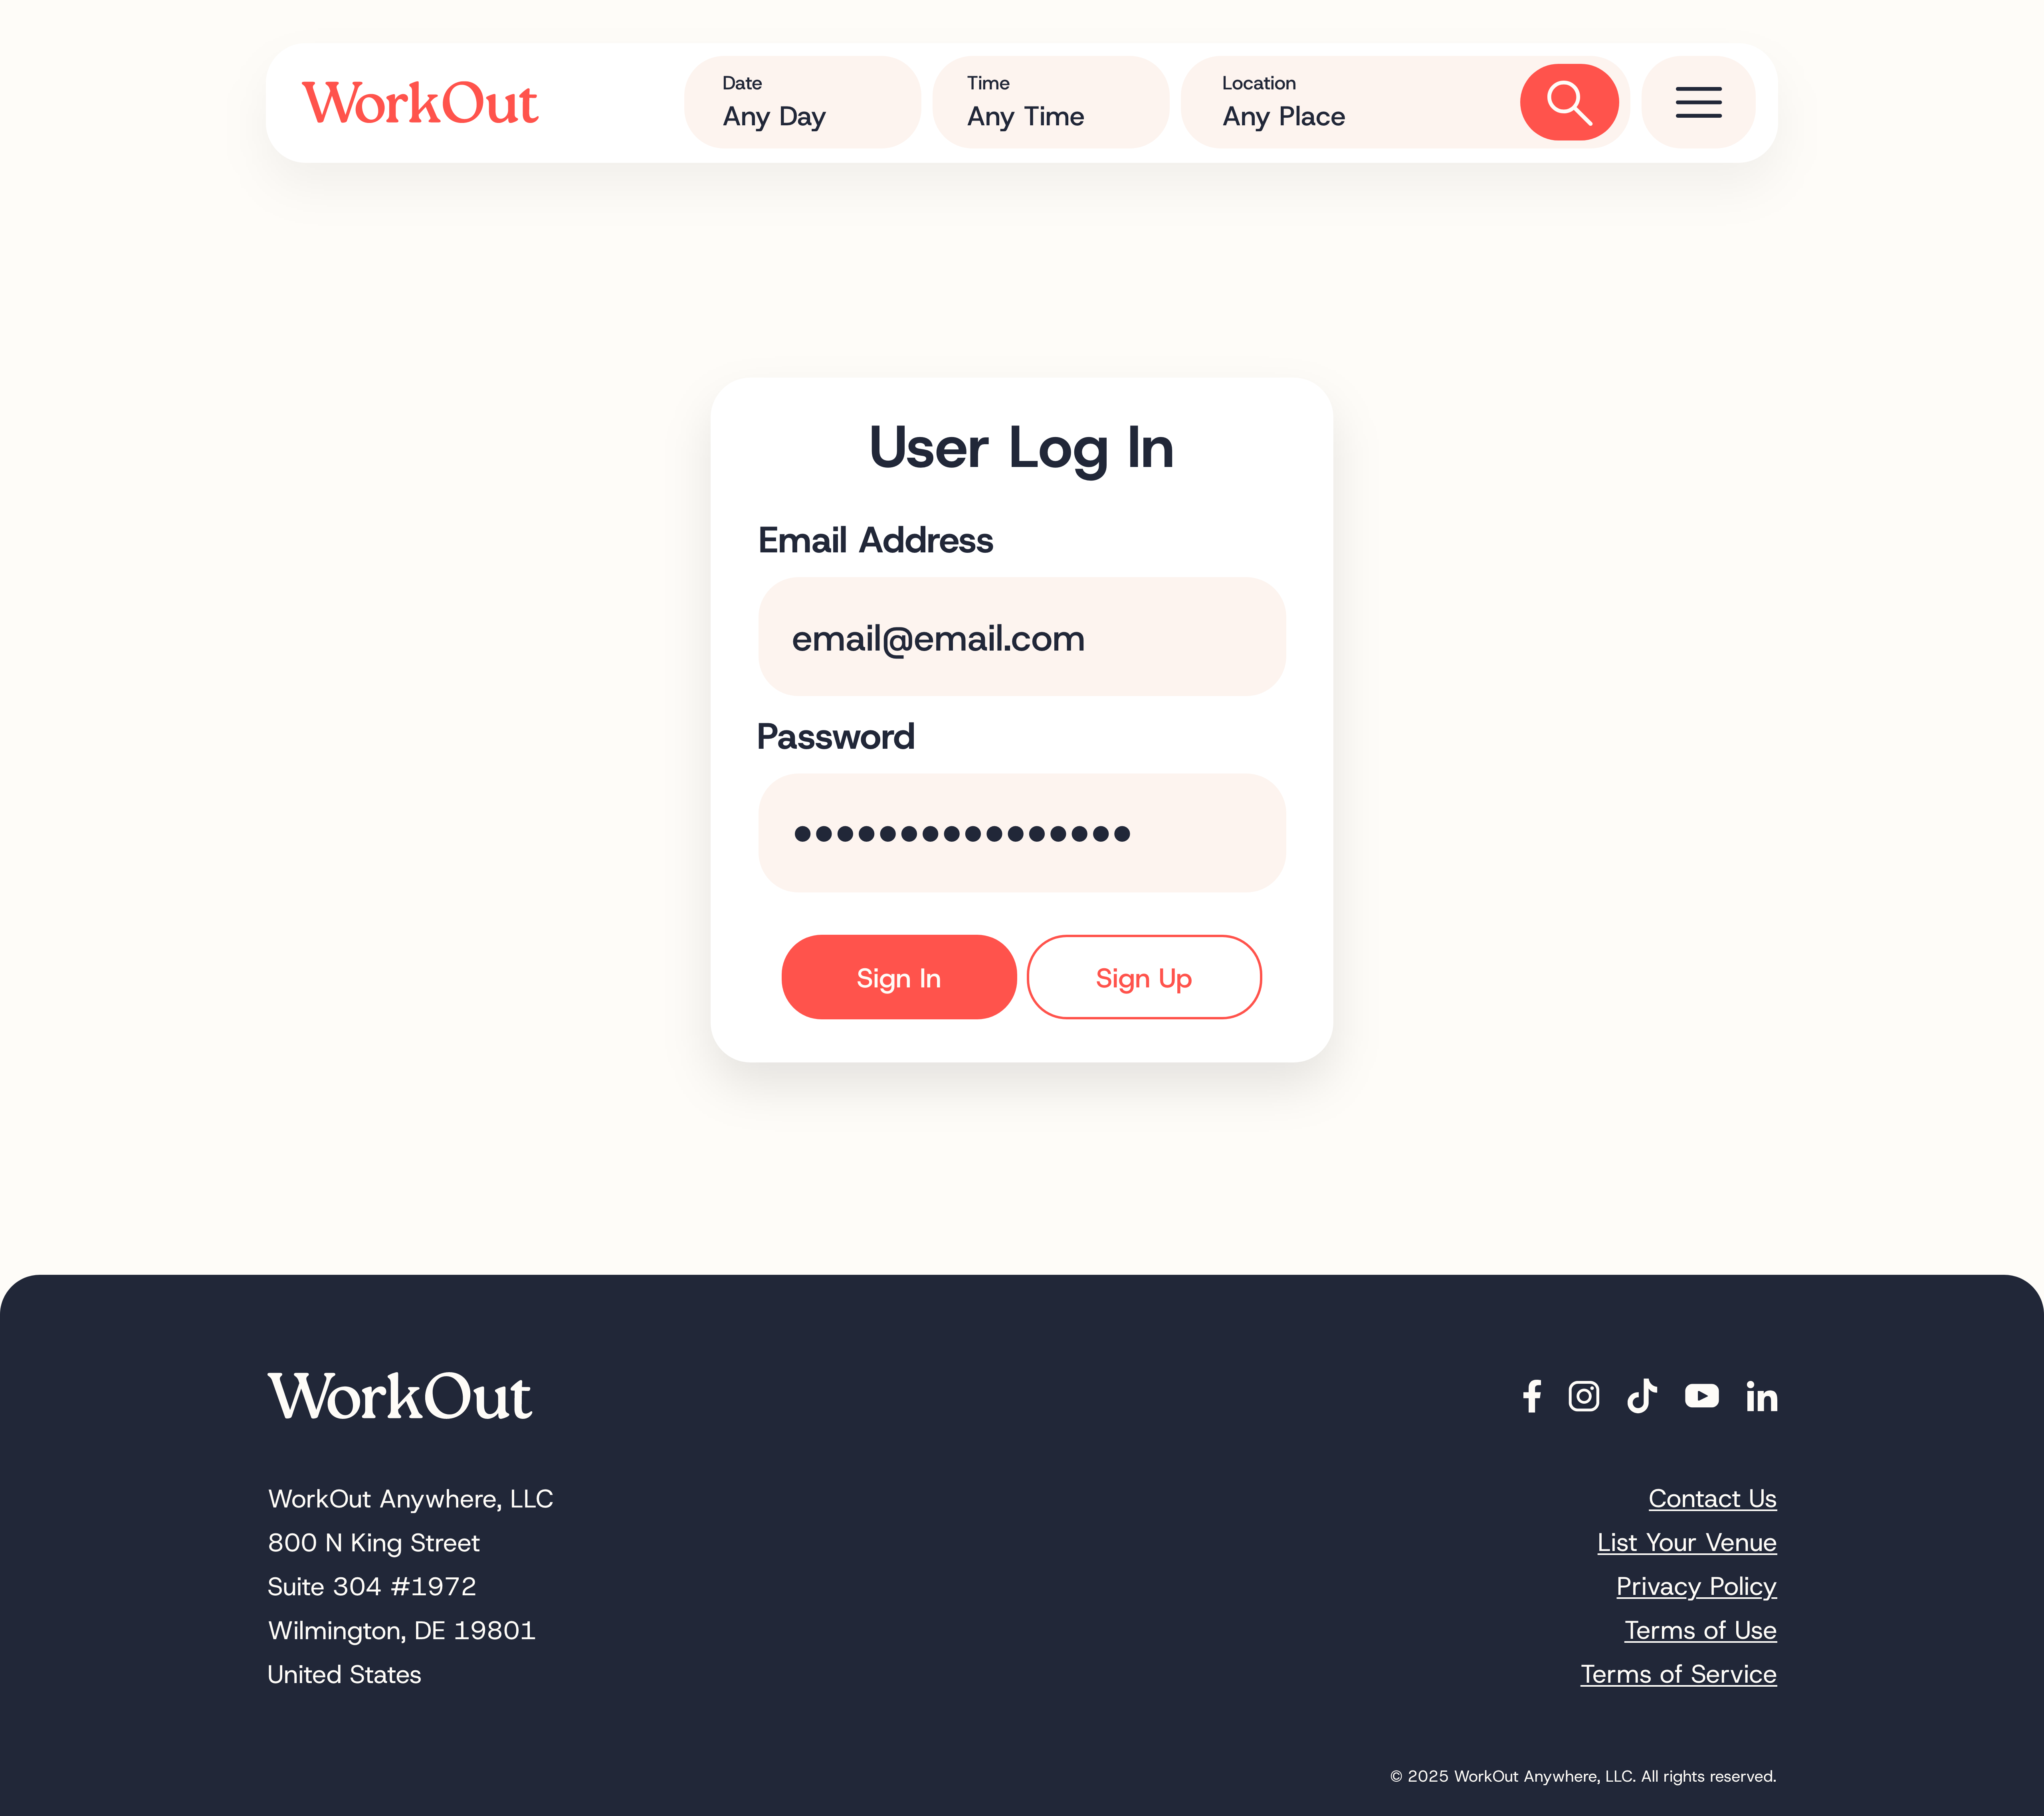 WorkOut
Date
Any Day
Time
Any Time
Location
Any Place
User Log In
Email Address
email@email.com
Password
Sign In
Sign Up
WorkOut
WorkOut Anywhere, LLC
800 N King Street
Suite 304 #1972
Wilmington, DE 19801
United States
Contact Us
List Your Venue
Privacy Policy
Terms of Use
Terms of Service
© 2025 WorkOut Anywhere, LLC. All rights reserved.